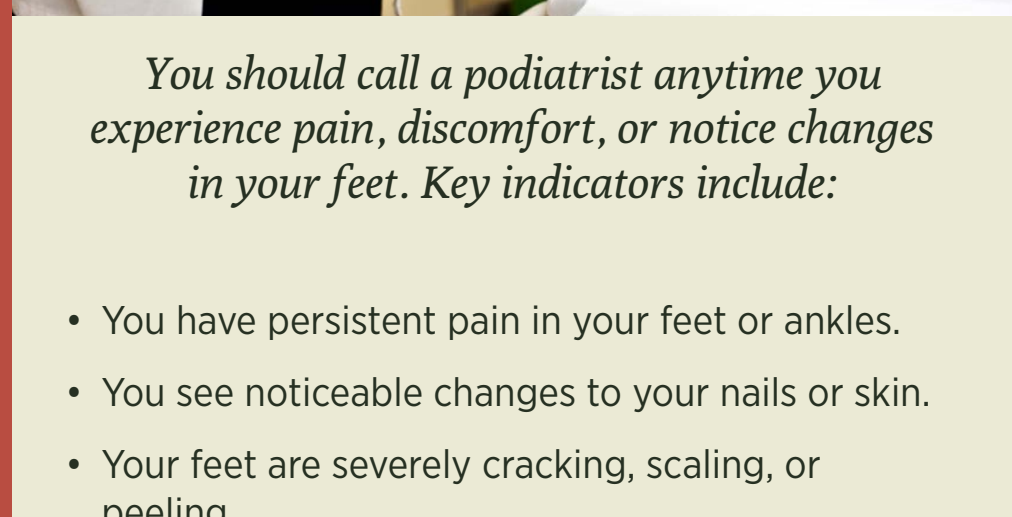 You should call a podiatrist anytime you
experience pain, discomfort, or notice changes
in your feet. Key indicators include:
• You have persistent pain in your feet or ankles.
• You see noticeable changes to your nails or skin.
• Your feet are severely cracking, scaling, or
peeling.